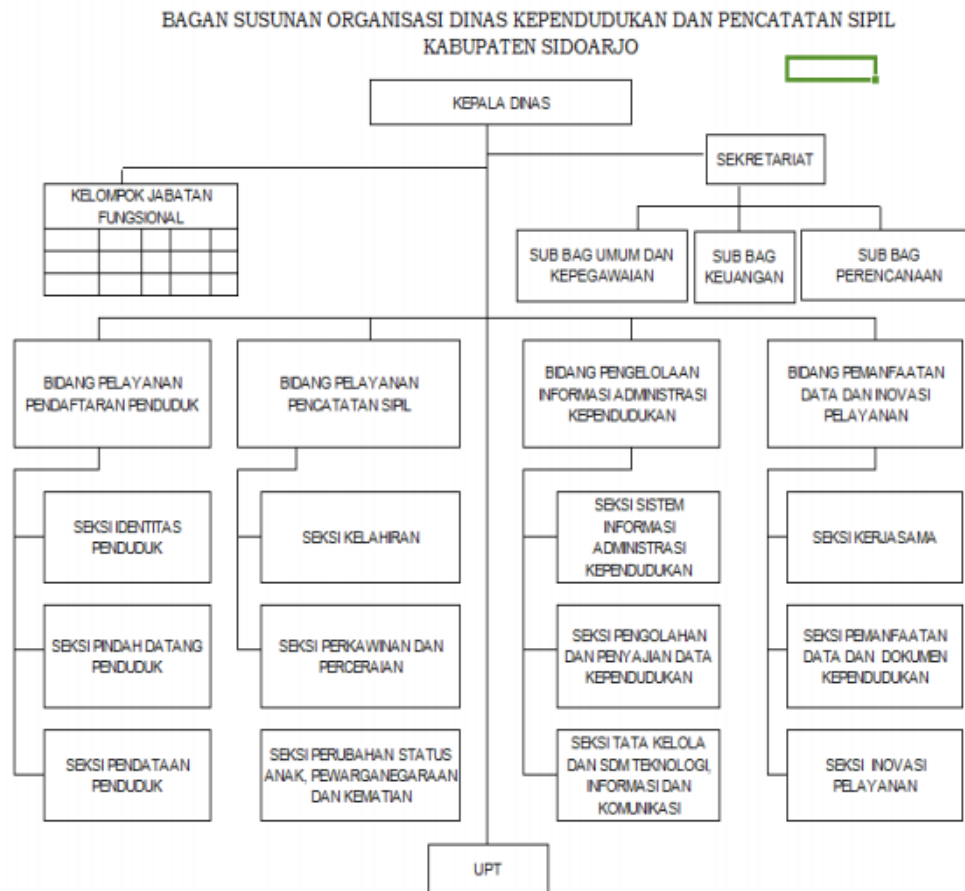 BAGAN SUSUNAN ORGANISASI DINAS KEPENDUDUKAN DAN PENCATATAN SIPIL
KABUPATEN SIDOARJO
KEPALA DINAS
SEKRETARIAT
KELOMPOK JABATAN
FUNGSIONAL
SUB BAG UMUM DAN
KEPEGAWAIAN
SUB BAG
KEUANGAN
SUB BAG
PERENCANAAN
BIDANG PELAYANAN
PENDAFTARAN PENDUDUK
BIDANG PELAYANAN
PENCATATAN SIPIL
BIDANG PENGELOLAAN
INFORMASI ADMINISTRASI
KEPENDUDUKAN
BIDANG PEMANFAATAN
DATA DAN INOVASI
PELAYANAN
SEKSI IDENTITAS
PENDUDUK
SEKSI KELAHIRAN
SEKSI SISTEM
INFORMASI
ADMINISTRASI
KEPENDUDUKAN
SEKSI KERJASAMA
SEKSI PINDAH DATANG
PENDUDUK
SEKSI PERKAWINAN DAN
PERCERAIAN
SEKSI PENGOLAHAN
DAN PENYAJIAN DATA
KEPENDUDUKAN
SEKSI PEMANFAATAN
DATA DAN DOKUMEN
KEPENDUDUKAN
SEKSI PENDATAAN
PENDUDUK
SEKSI PERUBAHAN STATUS
ANAK, PEWARGANEGARAAN
DAN KEMATIAN
SEKSI TATA KELOLA
DAN SDM TEKNOLOGI,
INFORMASI DAN
KOMUNIKASI
SEKSI INOVASI
PELAYANAN
UPT